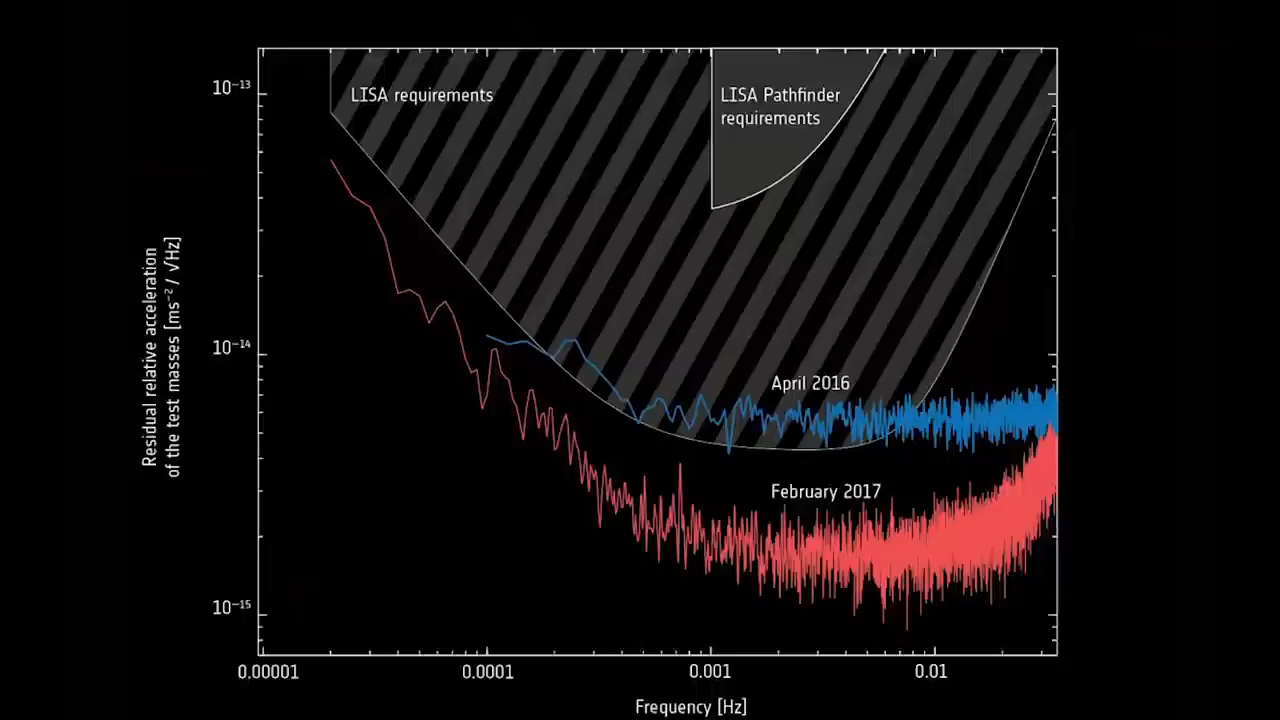 10⁻¹³
10⁻¹⁴
10⁻¹⁵
Residual relative acceleration
of the test masses [ms⁻² / √Hz]
LISA requirements
LISA Pathfinder
requirements
April 2016
February 2017
0.00001 0.0001 0.001 0.01
Frequency [Hz]